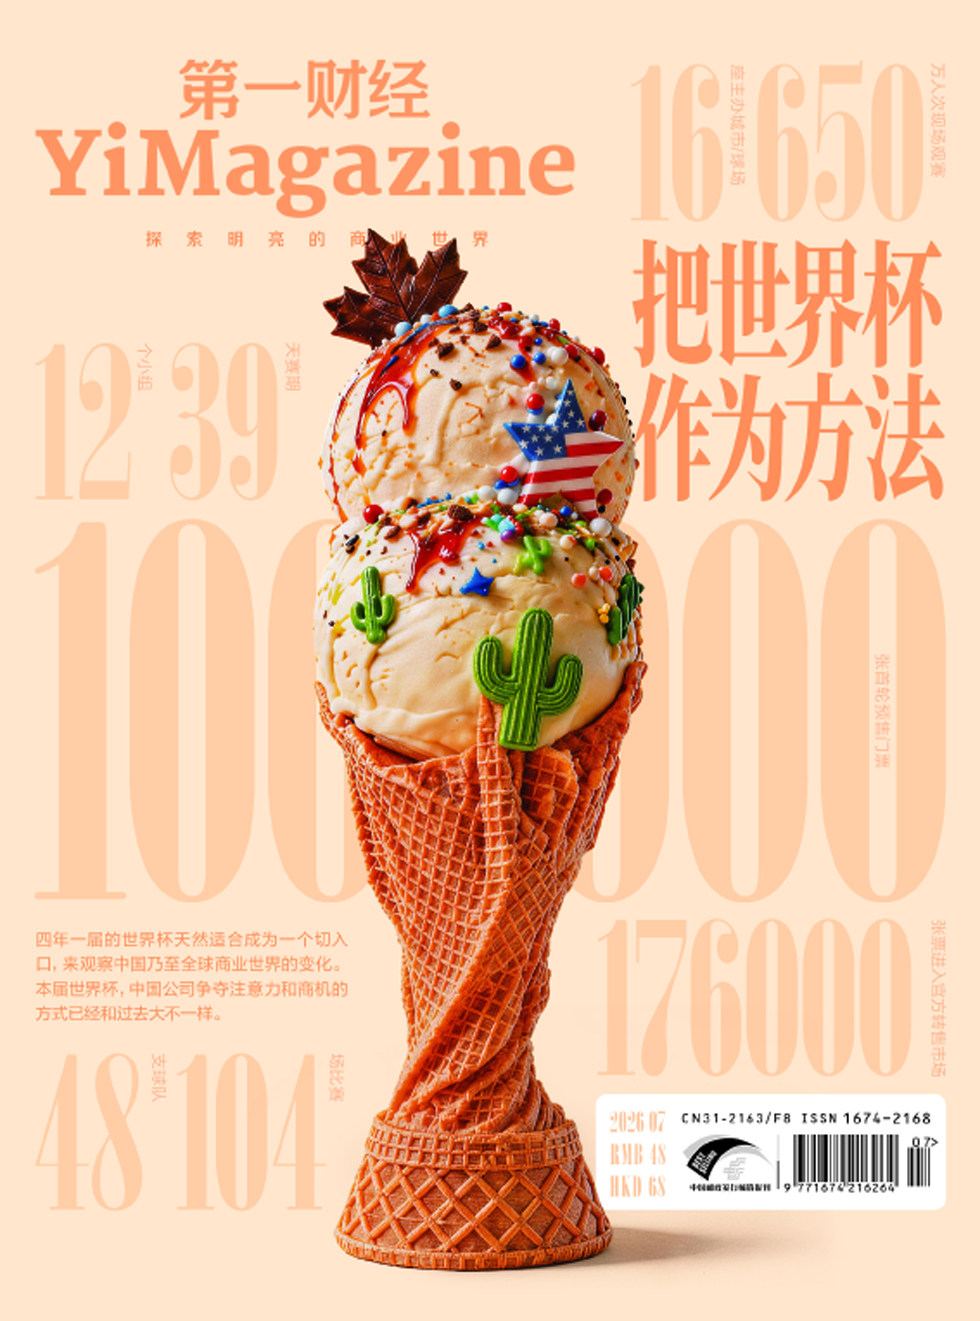 第一财经
YiMagazine
探索明亮的商业世界
16
座主办城市/球场
650
万人次现场观赛
把世界杯
作为方法
12
个小组
39
天赛期
100
000
张首轮预售门票
四年一届的世界杯天然适合成为一个切入
口，来观察中国乃至全球商业世界的变化。
本届世界杯，中国公司争夺注意力和商机的
方式已经和过去大不一样。
176000
张票进入官方转售市场
48
支球队
104
场比赛
2026 07
RMB 48
HKD 68
CN31-2163/F8 ISSN 1674-2168
07>
BEST SELLING
9 771674 216264